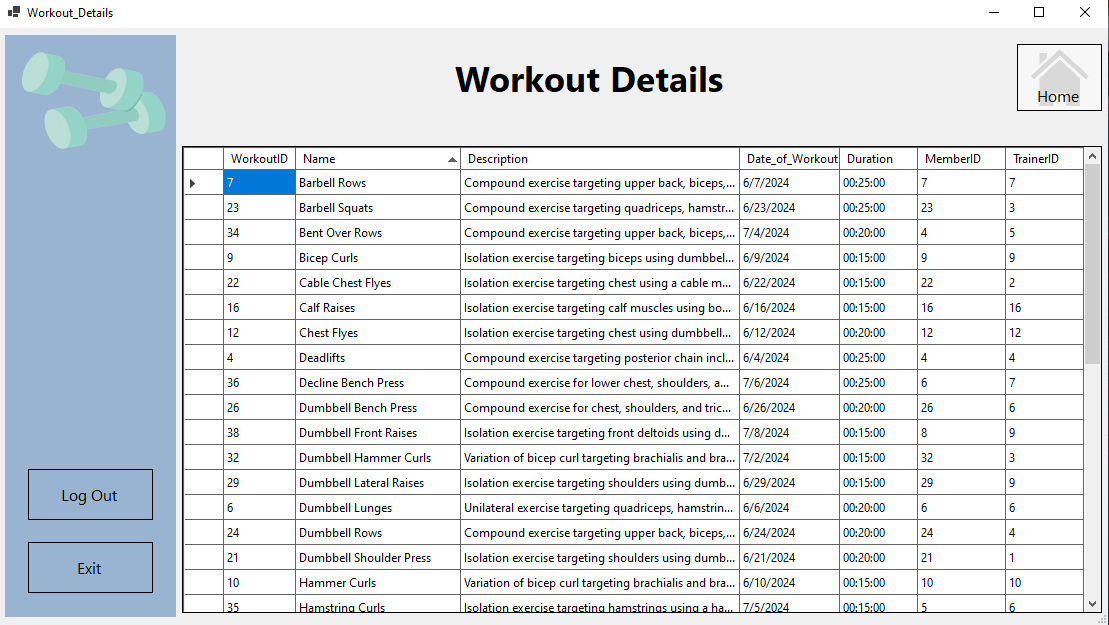 Workout_Details
Workout Details
Home
WorkoutID Name Description Date_of_Workout Duration MemberID TrainerID
7 Barbell Rows Compound exercise targeting upper back, biceps,... 6/7/2024 00:25:00 7 7
23 Barbell Squats Compound exercise targeting quadriceps, hamstr... 6/23/2024 00:25:00 23 3
34 Bent Over Rows Compound exercise targeting upper back, biceps,... 7/4/2024 00:20:00 4 5
9 Bicep Curls Isolation exercise targeting biceps using dumbbel... 6/9/2024 00:15:00 9 9
22 Cable Chest Flyes Isolation exercise targeting chest using a cable m... 6/22/2024 00:15:00 22 2
16 Calf Raises Isolation exercise targeting calf muscles using bo... 6/16/2024 00:15:00 16 16
12 Chest Flyes Isolation exercise targeting chest using dumbbell... 6/12/2024 00:20:00 12 12
4 Deadlifts Compound exercise targeting posterior chain incl... 6/4/2024 00:25:00 4 4
36 Decline Bench Press Compound exercise for lower chest, shoulders, a... 7/6/2024 00:25:00 6 7
26 Dumbbell Bench Press Compound exercise for chest, shoulders, and tric... 6/26/2024 00:20:00 26 6
38 Dumbbell Front Raises Isolation exercise targeting front deltoids using d... 7/8/2024 00:15:00 8 9
32 Dumbbell Hammer Curls Variation of bicep curl targeting brachialis and bra... 7/2/2024 00:15:00 32 3
29 Dumbbell Lateral Raises Isolation exercise targeting shoulders using dumb... 6/29/2024 00:15:00 29 9
6 Dumbbell Lunges Unilateral exercise targeting quadriceps, hamstrin... 6/6/2024 00:20:00 6 6
24 Dumbbell Rows Compound exercise targeting upper back, biceps,... 6/24/2024 00:20:00 24 4
21 Dumbbell Shoulder Press Isolation exercise targeting shoulders using dumb... 6/21/2024 00:20:00 21 1
10 Hammer Curls Variation of bicep curl targeting brachialis and bra... 6/10/2024 00:15:00 10 10
35 Hamstring Curls Isolation exercise targeting hamstrings using a ha... 7/5/2024 00:15:00 5 6
Log Out
Exit